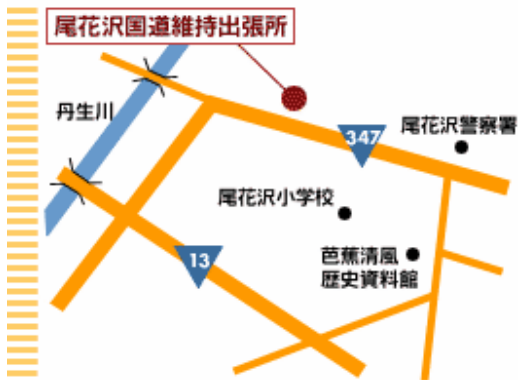 尾花沢国道維持出張所
丹生川
347
尾花沢警察署
尾花沢小学校
13
芭蕉清風
歴史資料館